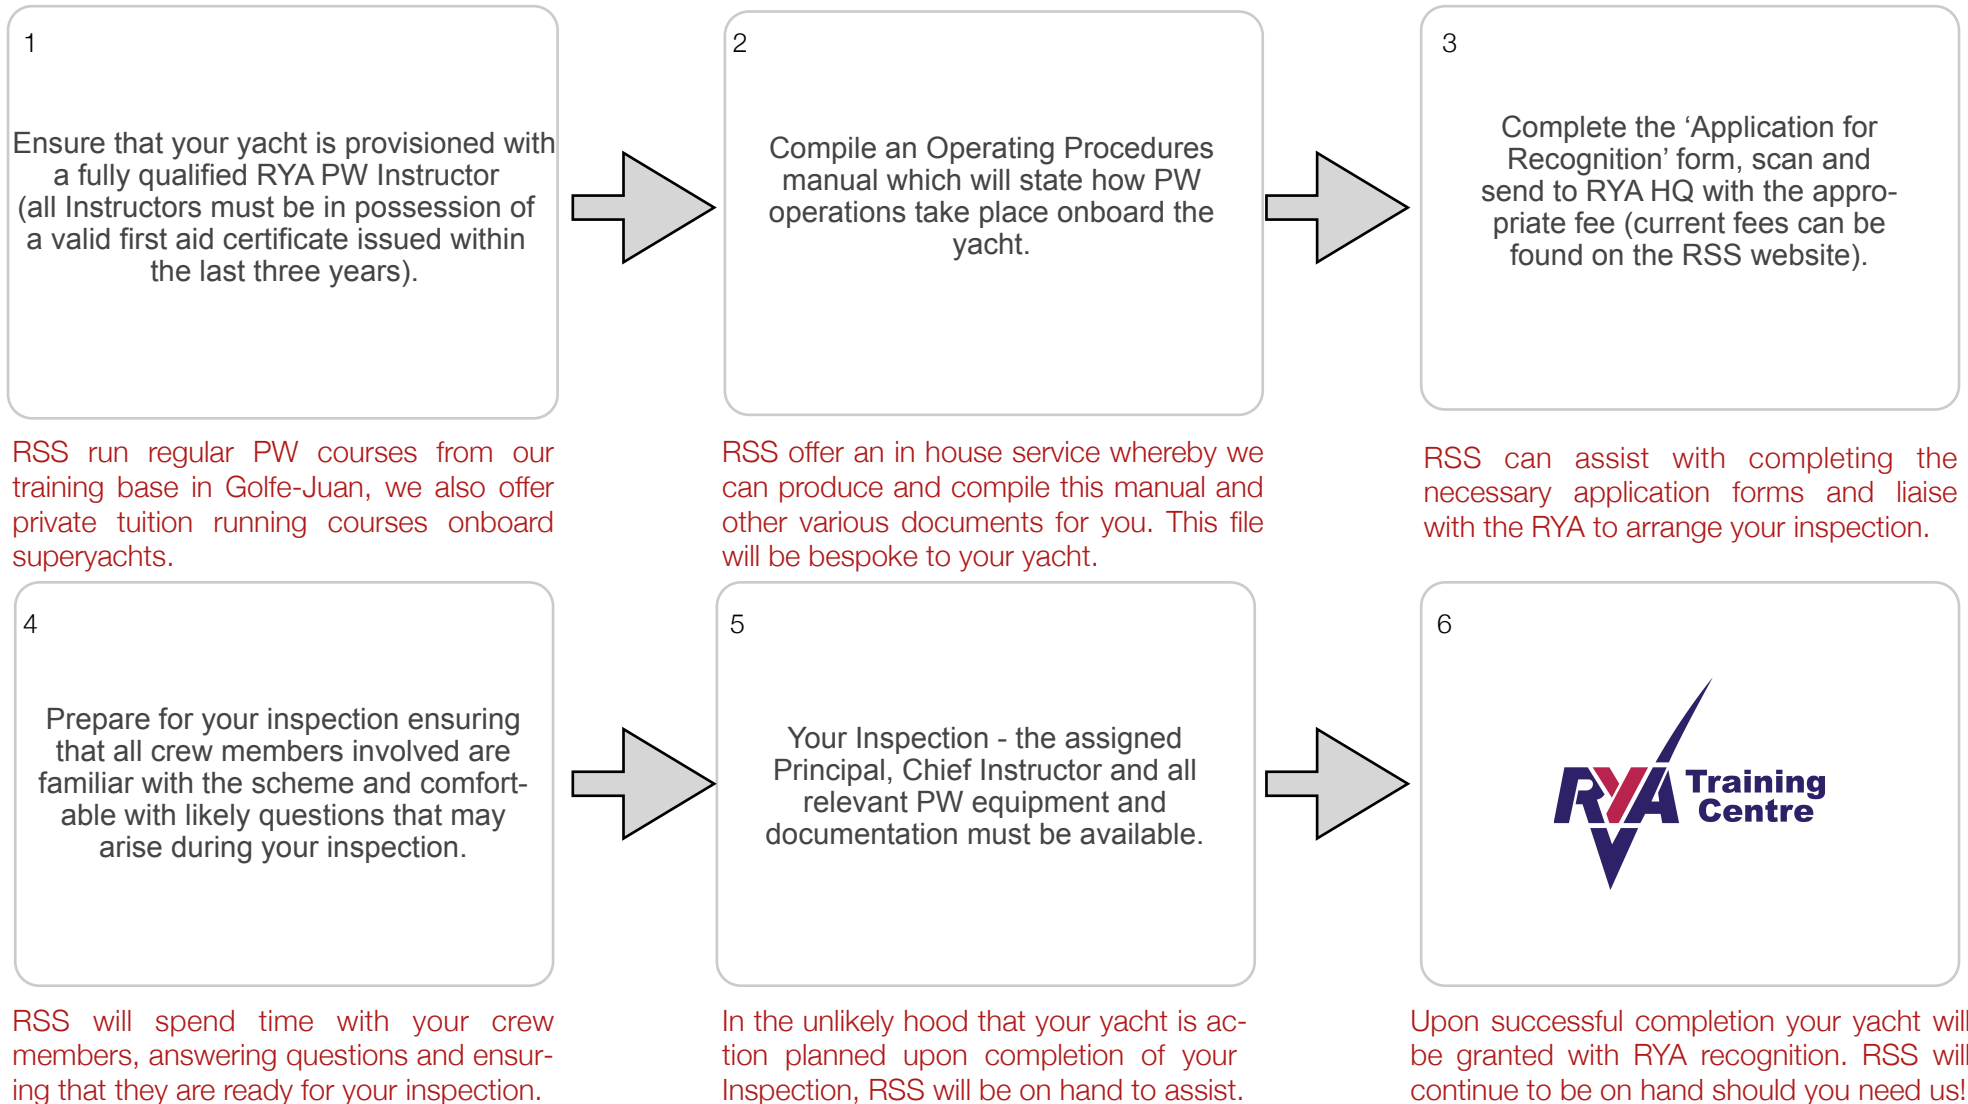 1
Ensure that your yacht is provisioned with
a fully qualified RYA PW Instructor
(all Instructors must be in possession of
a valid first aid certificate issued within
the last three years).
RSS run regular PW courses from our
training base in Golfe-Juan, we also offer
private tuition running courses onboard
superyachts.
2
Compile an Operating Procedures
manual which will state how PW
operations take place onboard the
yacht.
RSS offer an in house service whereby we
can produce and compile this manual and
other various documents for you. This file
will be bespoke to your yacht.
3
Complete the ‘Application for
Recognition’ form, scan and
send to RYA HQ with the appro-
priate fee (current fees can be
found on the RSS website).
RSS can assist with completing the
necessary application forms and liaise
with the RYA to arrange your inspection.
4
Prepare for your inspection ensuring
that all crew members involved are
familiar with the scheme and comfort-
able with likely questions that may
arise during your inspection.
RSS will spend time with your crew
members, answering questions and ensur-
ing that they are ready for your inspection.
5
Your Inspection - the assigned
Principal, Chief Instructor and all
relevant PW equipment and
documentation must be available.
In the unlikely hood that your yacht is ac-
tion planned upon completion of your
Inspection, RSS will be on hand to assist.
6
RYA Training
Centre
Upon successful completion your yacht will
be granted with RYA recognition. RSS will
continue to be on hand should you need us!